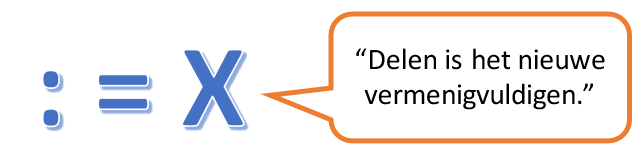 : = X
“Delen is het nieuwe
vermenigvuldigen.”